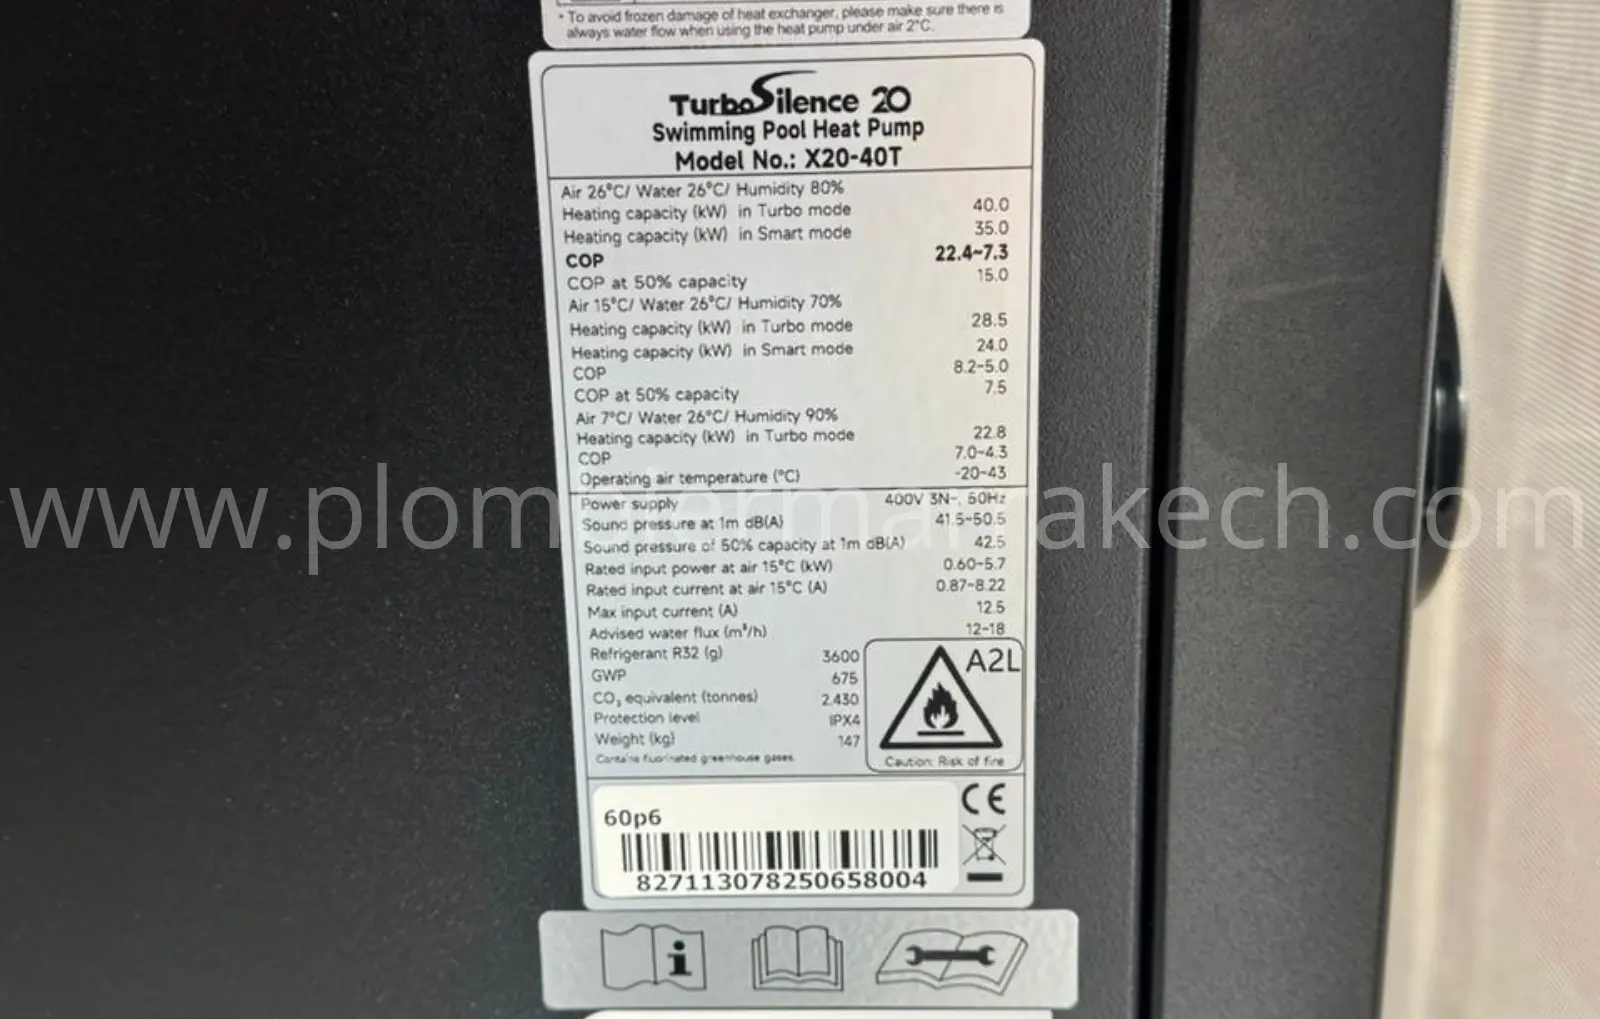 • To avoid frozen damage of heat exchanger, please make sure there is
always water flow when using the heat pump under air 2°C.
TurboSilence 20
Swimming Pool Heat Pump
Model No.: X20-40T
Air 26°C/ Water 26°C/ Humidity 80%
Heating capacity (kW) in Turbo mode 40.0
Heating capacity (kW) in Smart mode 35.0
COP 22.4~7.3
COP at 50% capacity 15.0
Air 15°C/ Water 26°C/ Humidity 70%
Heating capacity (kW) in Turbo mode 28.5
Heating capacity (kW) in Smart mode 24.0
COP 8.2~5.0
COP at 50% capacity 7.5
Air 7°C/ Water 26°C/ Humidity 90%
Heating capacity (kW) in Turbo mode 22.8
COP 7.0~4.3
Operating air temperature (°C) -20~43
Power supply 400V 3N~, 50Hz
Sound pressure at 1m dB(A) 41.5~50.5
Sound pressure of 50% capacity at 1m dB(A) 42.5
Rated input power at air 15°C (kW) 0.60~5.7
Rated input current at air 15°C (A) 0.87~8.22
Max input current (A) 12.5
Advised water flux (m³/h) 12~18
Refrigerant R32 (g) 3600
GWP 675
CO₂ equivalent (tonnes) 2.430
Protection level IPX4
Weight (kg) 147
Contains fluorinated greenhouse gases.
A2L
Caution: Risk of fire
60p6
827113078250658004
CE
i
www.plombiermarrakech.com